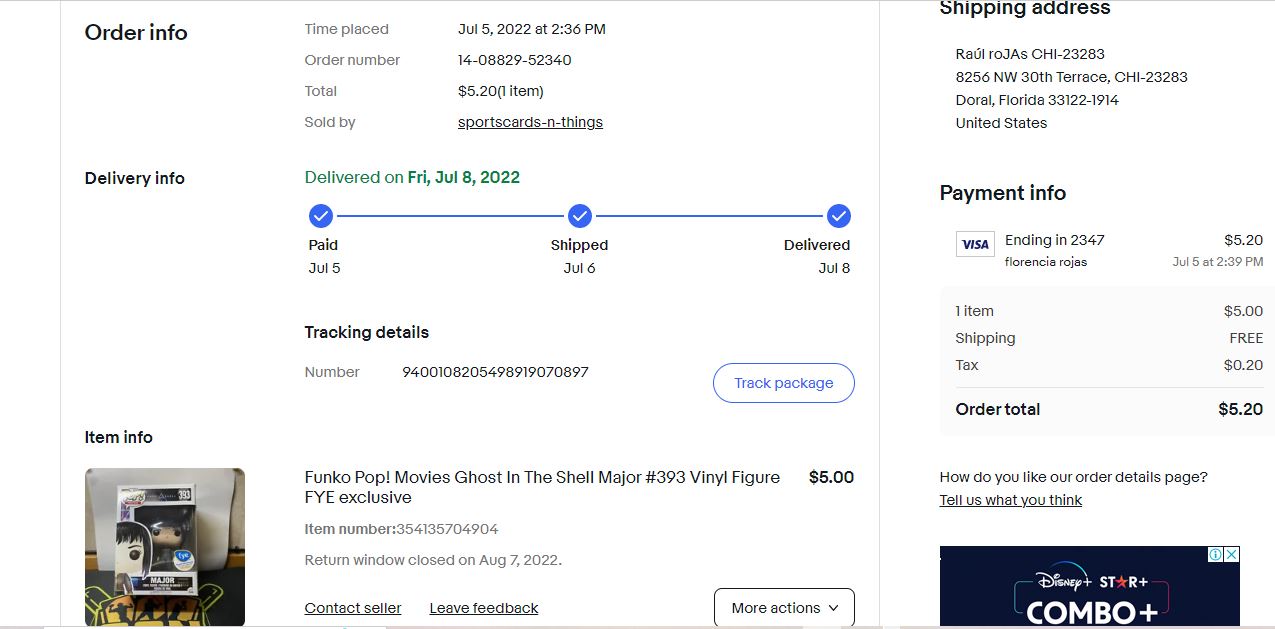 Order info
Time placed Jul 5, 2022 at 2:36 PM
Order number 14-08829-52340
Total $5.20(1 item)
Sold by sportscards-n-things
Delivery info
Delivered on Fri, Jul 8, 2022
Paid Shipped Delivered
Jul 5 Jul 6 Jul 8
Tracking details
Number 9400108205498919070897
Track package
Item info
393
fye
MAJOR
Funko Pop! Movies Ghost In The Shell Major #393 Vinyl Figure $5.00
FYE exclusive
Item number:354135704904
Return window closed on Aug 7, 2022.
Contact seller Leave feedback More actions
Shipping address
Raúl roJAs CHI-23283
8256 NW 30th Terrace, CHI-23283
Doral, Florida 33122-1914
United States
Payment info
VISA Ending in 2347 $5.20
florencia rojas Jul 5 at 2:39 PM
1 item $5.00
Shipping FREE
Tax $0.20
Order total $5.20
How do you like our order details page?
Tell us what you think
Disney+ STAR+
COMBO+